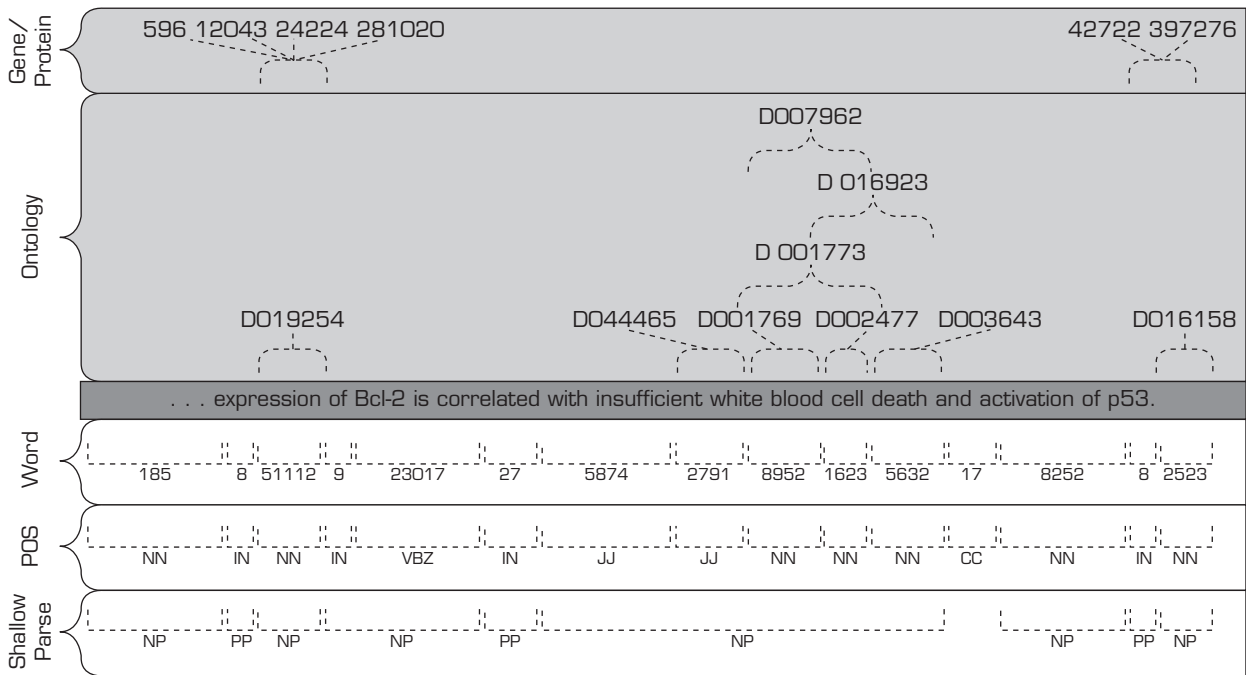 Gene/
Protein
596 12043 24224 281020
42722 397276
Ontology
D007962
D 016923
D 001773
D019254
D044465
D001769
D002477
D003643
D016158
. . . expression of Bcl-2 is correlated with insufficient white blood cell death and activation of p53.
Word
185 8 51112 9 23017 27 5874 2791 8952 1623 5632 17 8252 8 2523
POS
NN IN NN IN VBZ IN JJ JJ NN NN NN CC NN IN NN
Shallow
Parse
NP PP NP NP PP NP NP PP NP